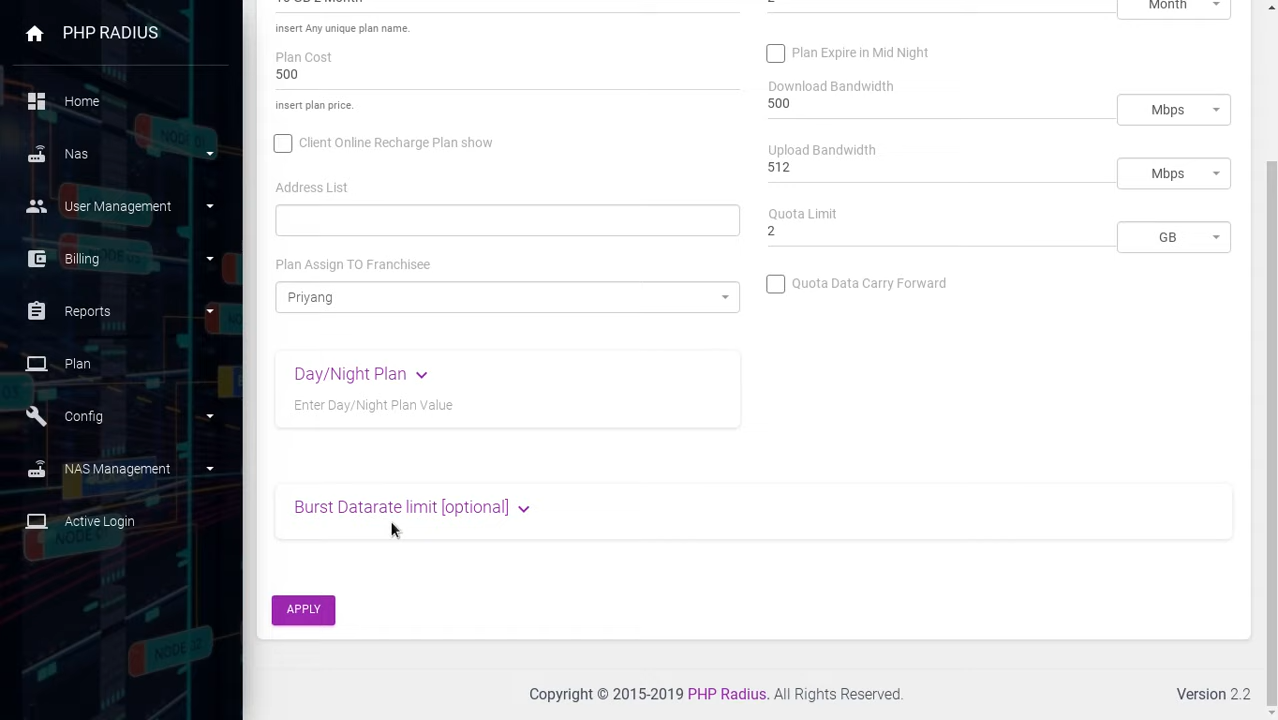 PHP RADIUS
Home
Nas
User Management
Billing
Reports
Plan
Config
NAS Management
Active Login
insert Any unique plan name.
Plan Cost
500
insert plan price.
Client Online Recharge Plan show
Address List
Plan Assign TO Franchisee
Priyang
Day/Night Plan
Enter Day/Night Plan Value
Month
Plan Expire in Mid Night
Download Bandwidth
500
Mbps
Upload Bandwidth
512
Mbps
Quota Limit
2
GB
Quota Data Carry Forward
Burst Datarate limit [optional]
APPLY
Copyright © 2015-2019 PHP Radius. All Rights Reserved.
Version 2.2